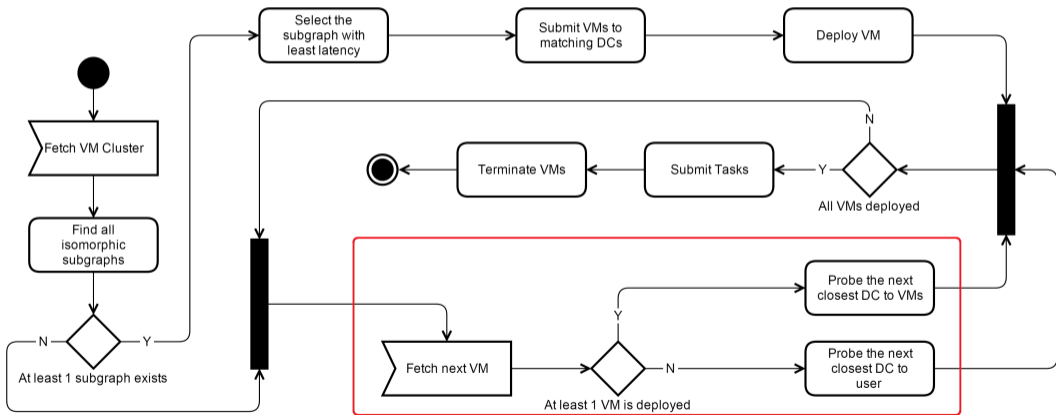 Select the
subgraph with
least latency
Submit VMs to
matching DCs
Deploy VM
Fetch VM Cluster
N
Terminate VMs
Submit Tasks
Y
All VMs deployed
Find all
isomorphic
subgraphs
N
Y
At least 1 subgraph exists
Probe the next
closest DC to VMs
Y
Fetch next VM
N
At least 1 VM is deployed
Probe the next
closest DC to
user